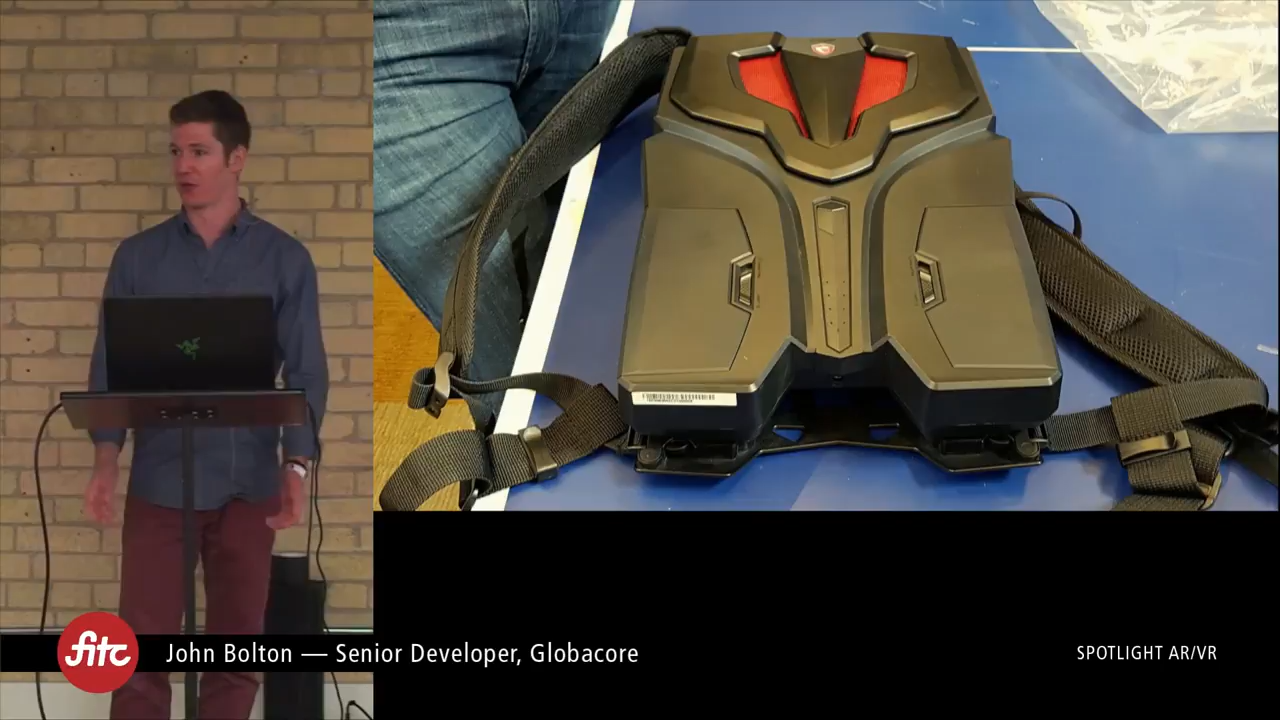 fitc
John Bolton — Senior Developer, Globacore
SPOTLIGHT AR/VR